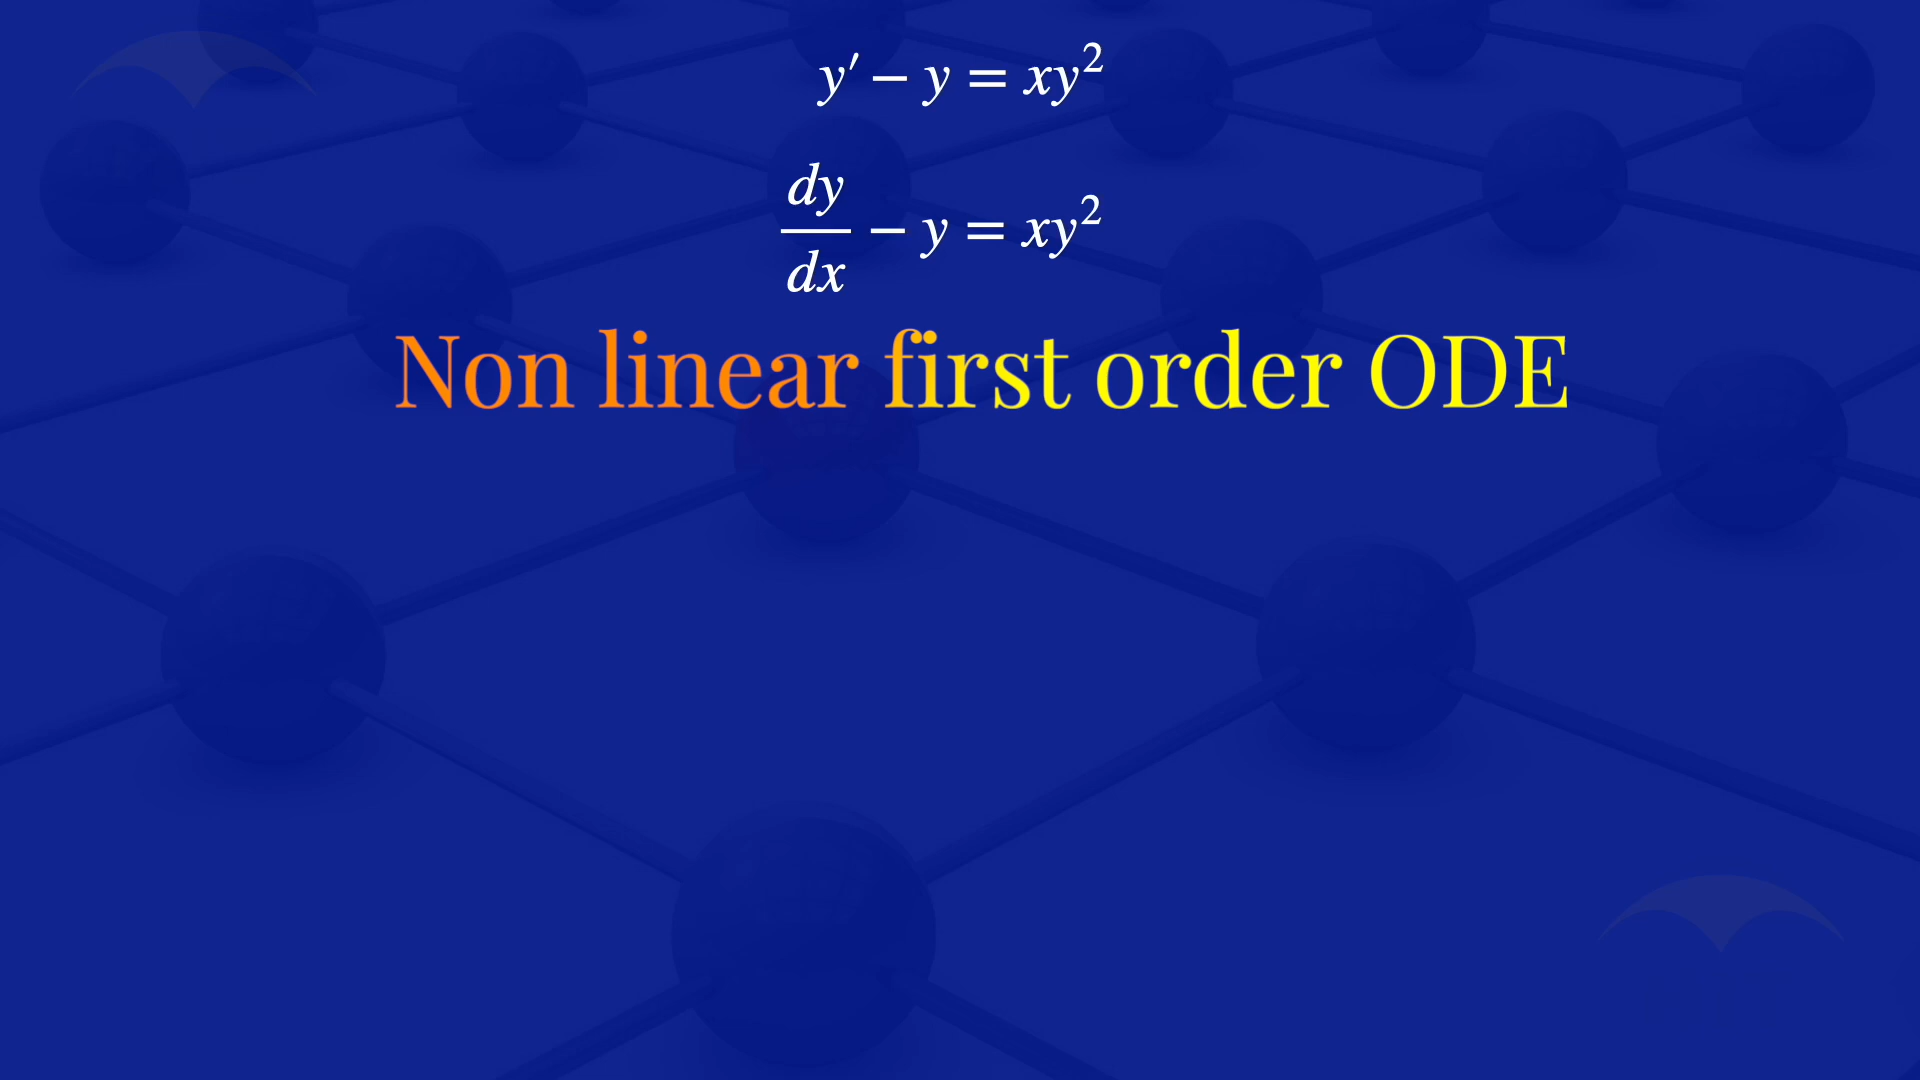 y′ − y = xy²
dy/dx − y = xy²
Non linear first order ODE